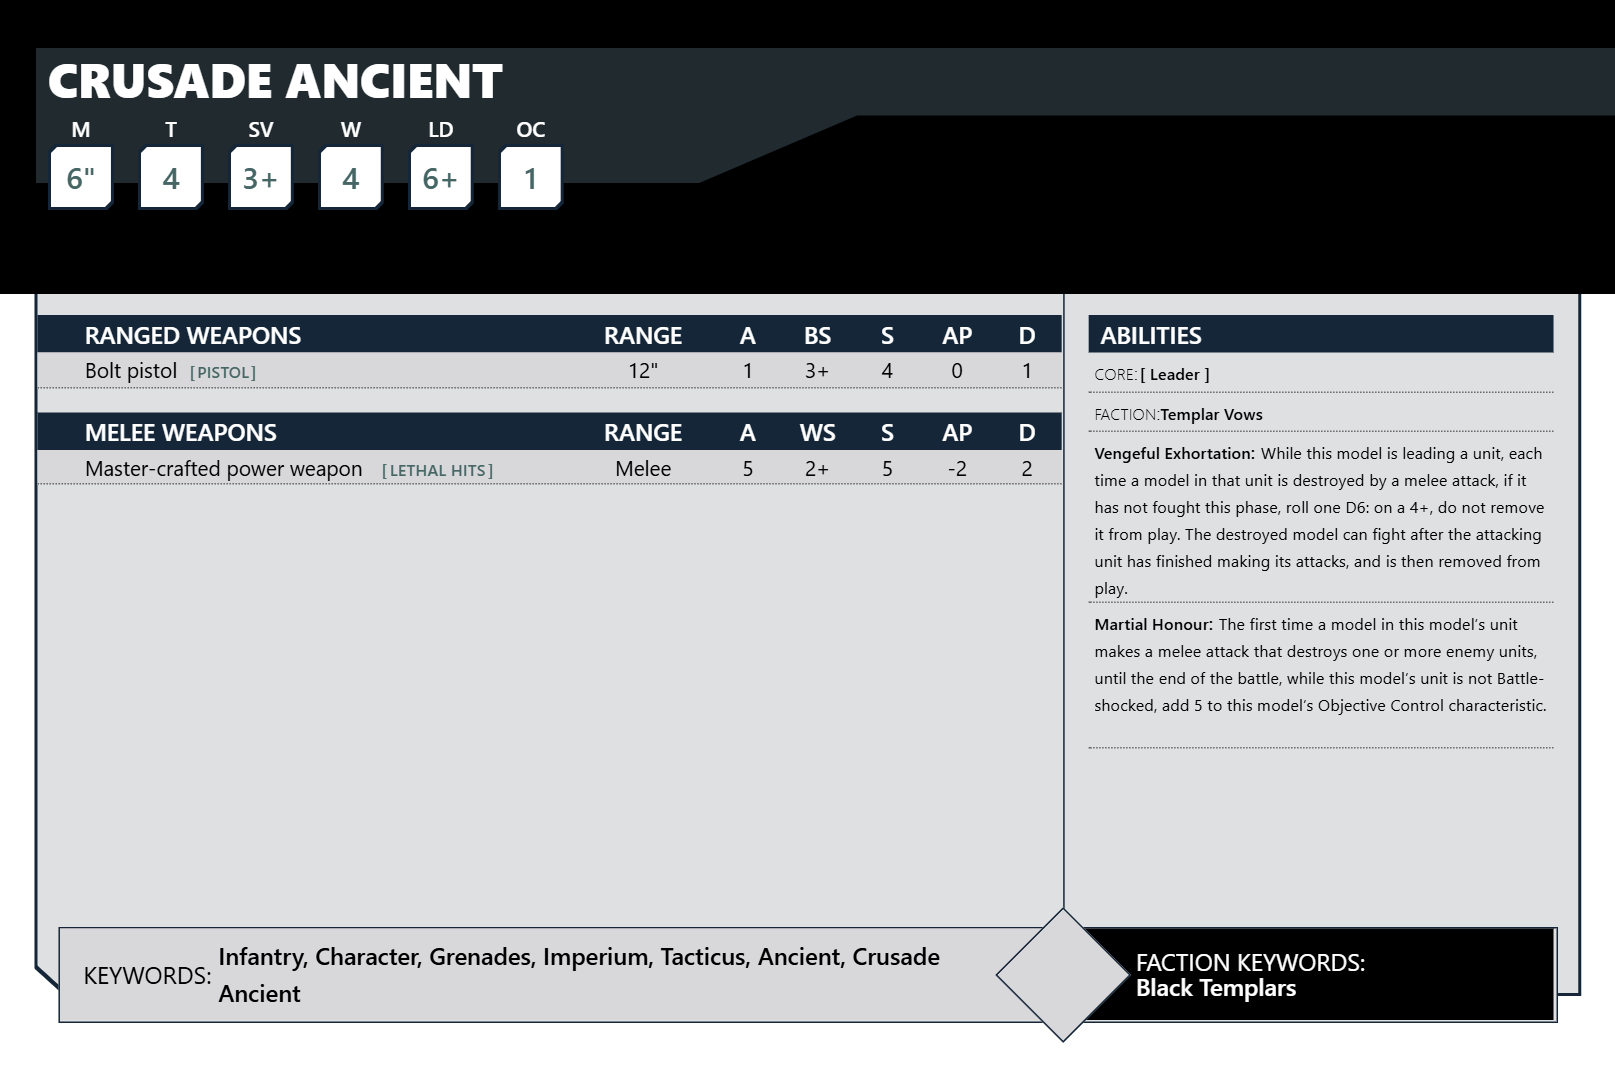 CRUSADE ANCIENT
M T SV W LD OC
6" 4 3+ 4 6+ 1
RANGED WEAPONS RANGE A BS S AP D
Bolt pistol [PISTOL] 12" 1 3+ 4 0 1
MELEE WEAPONS RANGE A WS S AP D
Master-crafted power weapon [LETHAL HITS] Melee 5 2+ 5 -2 2
ABILITIES
CORE:[ Leader ]
FACTION:Templar Vows
Vengeful Exhortation: While this model is leading a unit, each
time a model in that unit is destroyed by a melee attack, if it
has not fought this phase, roll one D6: on a 4+, do not remove
it from play. The destroyed model can fight after the attacking
unit has finished making its attacks, and is then removed from
play.
Martial Honour: The first time a model in this model's unit
makes a melee attack that destroys one or more enemy units,
until the end of the battle, while this model's unit is not Battle-
shocked, add 5 to this model's Objective Control characteristic.
KEYWORDS: Infantry, Character, Grenades, Imperium, Tacticus, Ancient, Crusade
Ancient
FACTION KEYWORDS:
Black Templars